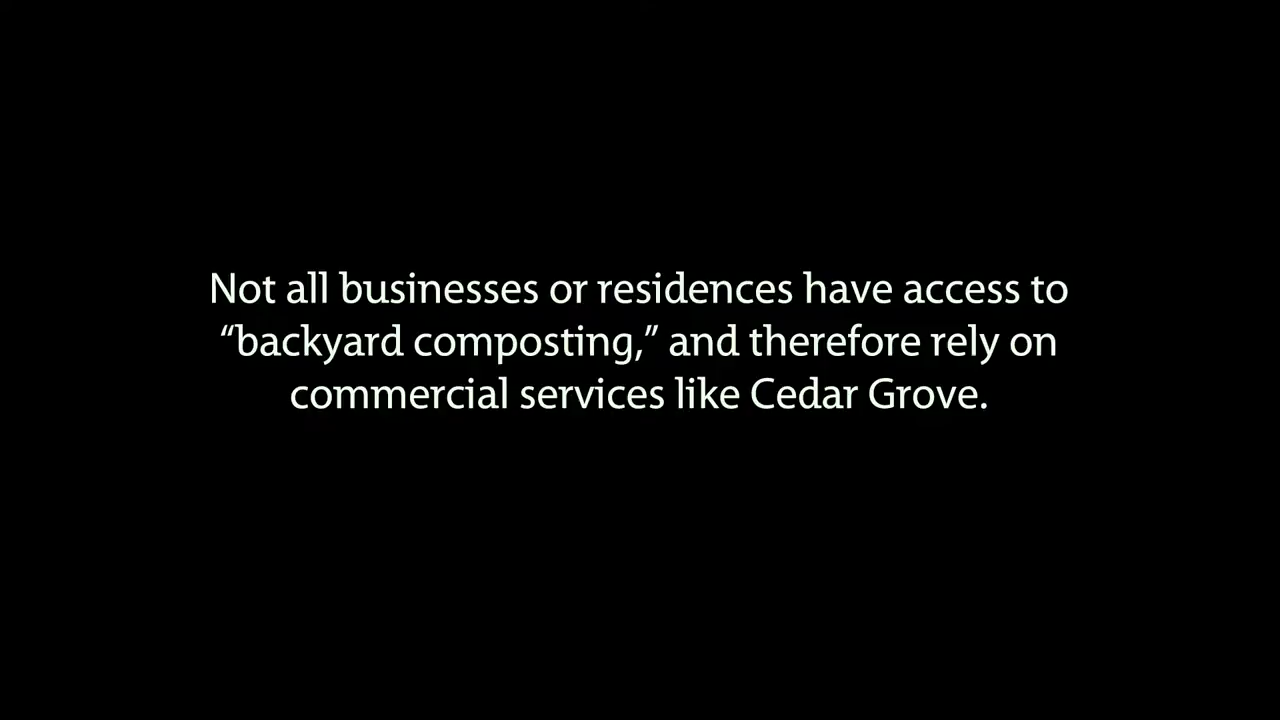 Not all businesses or residences have access to
“backyard composting,” and therefore rely on
commercial services like Cedar Grove.